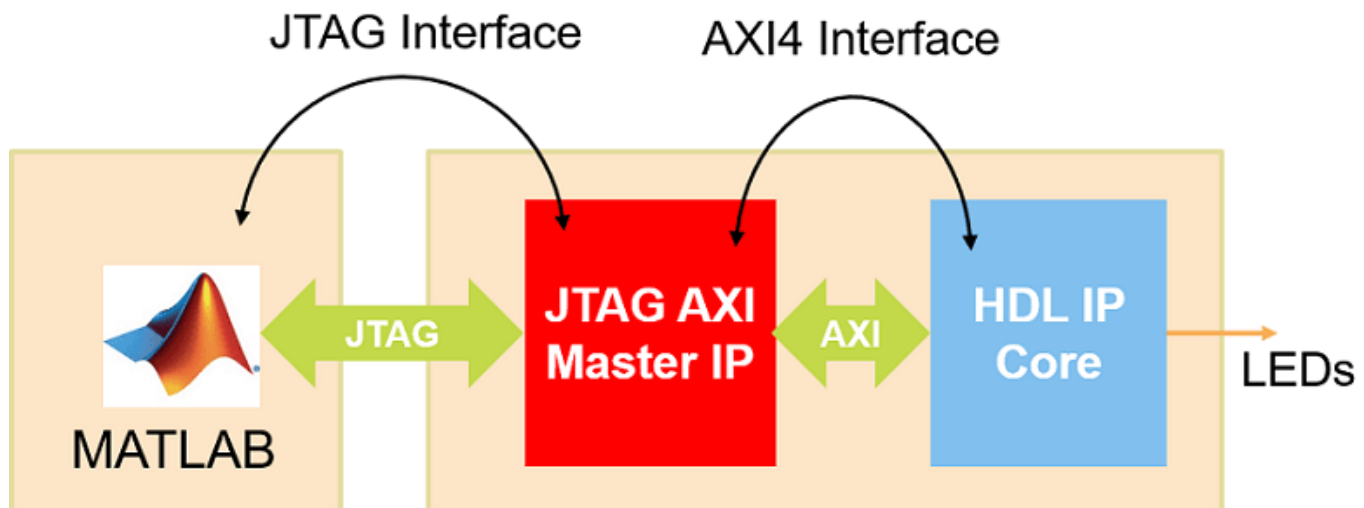 JTAG Interface
AXI4 Interface
JTAG
JTAG AXI
Master IP
AXI
HDL IP
Core
LEDs
MATLAB